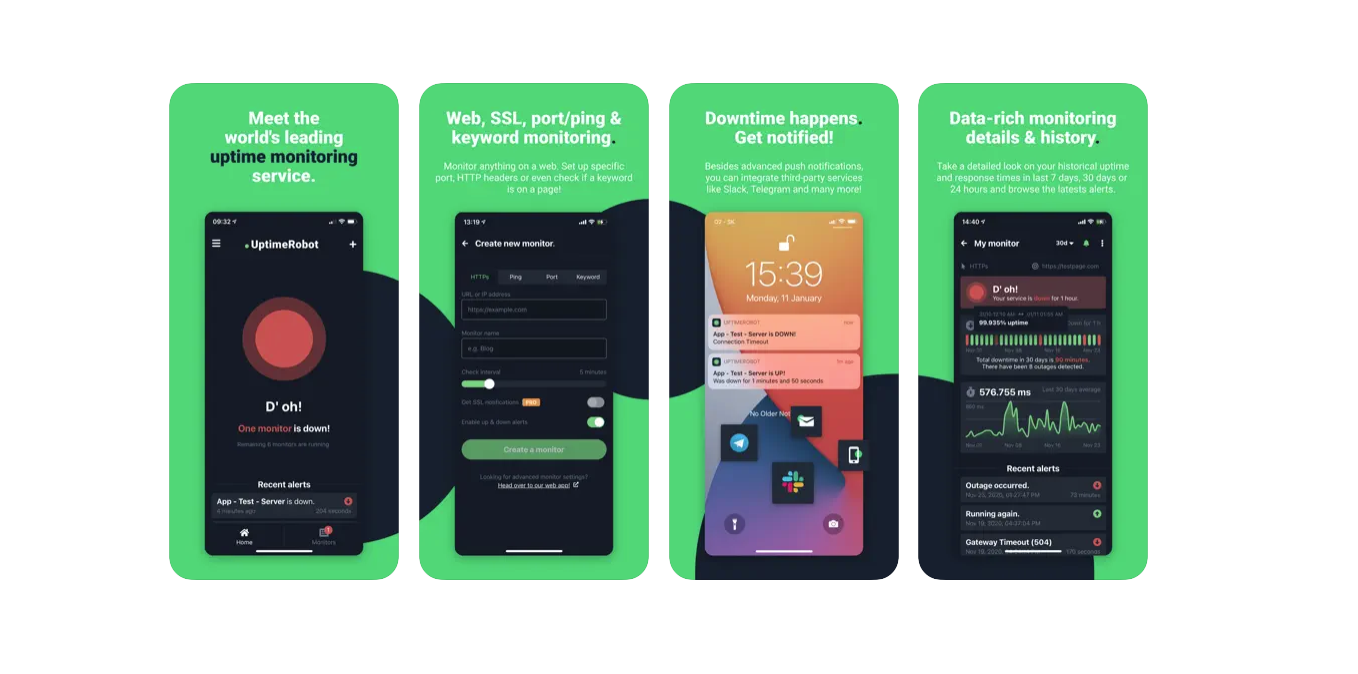 Meet the
world's leading
uptime monitoring
service.
09:32
UptimeRobot
D' oh!
One monitor is down!
Remaining 8 monitors are running
Recent alerts
App - Test - Server is down.
4 minutes ago 204 seconds
1
Home Monitors
Web, SSL, port/ping &
keyword monitoring.
Monitor anything on a web. Set up specific
port, HTTP headers or even check if a keyword
is on a page!
13:19
Create new monitor.
HTTPs Ping Port Keyword
URL or IP address
https://example.com
Monitor name
e.g. Blog
Check interval 5 minutes
Get SSL notifications PRO
Enable up & down alerts
Create a monitor
Looking for advanced monitor settings?
Head over to our web app!
Downtime happens.
Get notified!
Besides advanced push notifications,
you can integrate third-party services
like Slack, Telegram and many more!
O2 - SK
15:39
Monday, 11 January
UPTIMEROBOT now
App - Test - Server is DOWN!
Connection Timeout
UPTIMEROBOT
App - Test - Server is UP!
Was down for 1 minutes and 50 seconds
No Older Not
Data-rich monitoring
details & history.
Take a detailed look on your historical uptime
and response times in last 7 days, 30 days or
24 hours and browse the latests alerts.
14:40
My monitor 30d
HTTPs https://testpage.com
D' oh!
Your service is down for 1 hour.
99.935% uptime
Total downtime in 30 days is 90 minutes.
There have been 8 outages detected.
576.755 ms Last 30 days average
Recent alerts
Outage occurred.
Nov 25, 2020, 01:27:47 PM 73 minutes
Running again.
Nov 19, 2020, 04:37:04 PM
Gateway Timeout (504)
Nov 19, 2020, 170 seconds